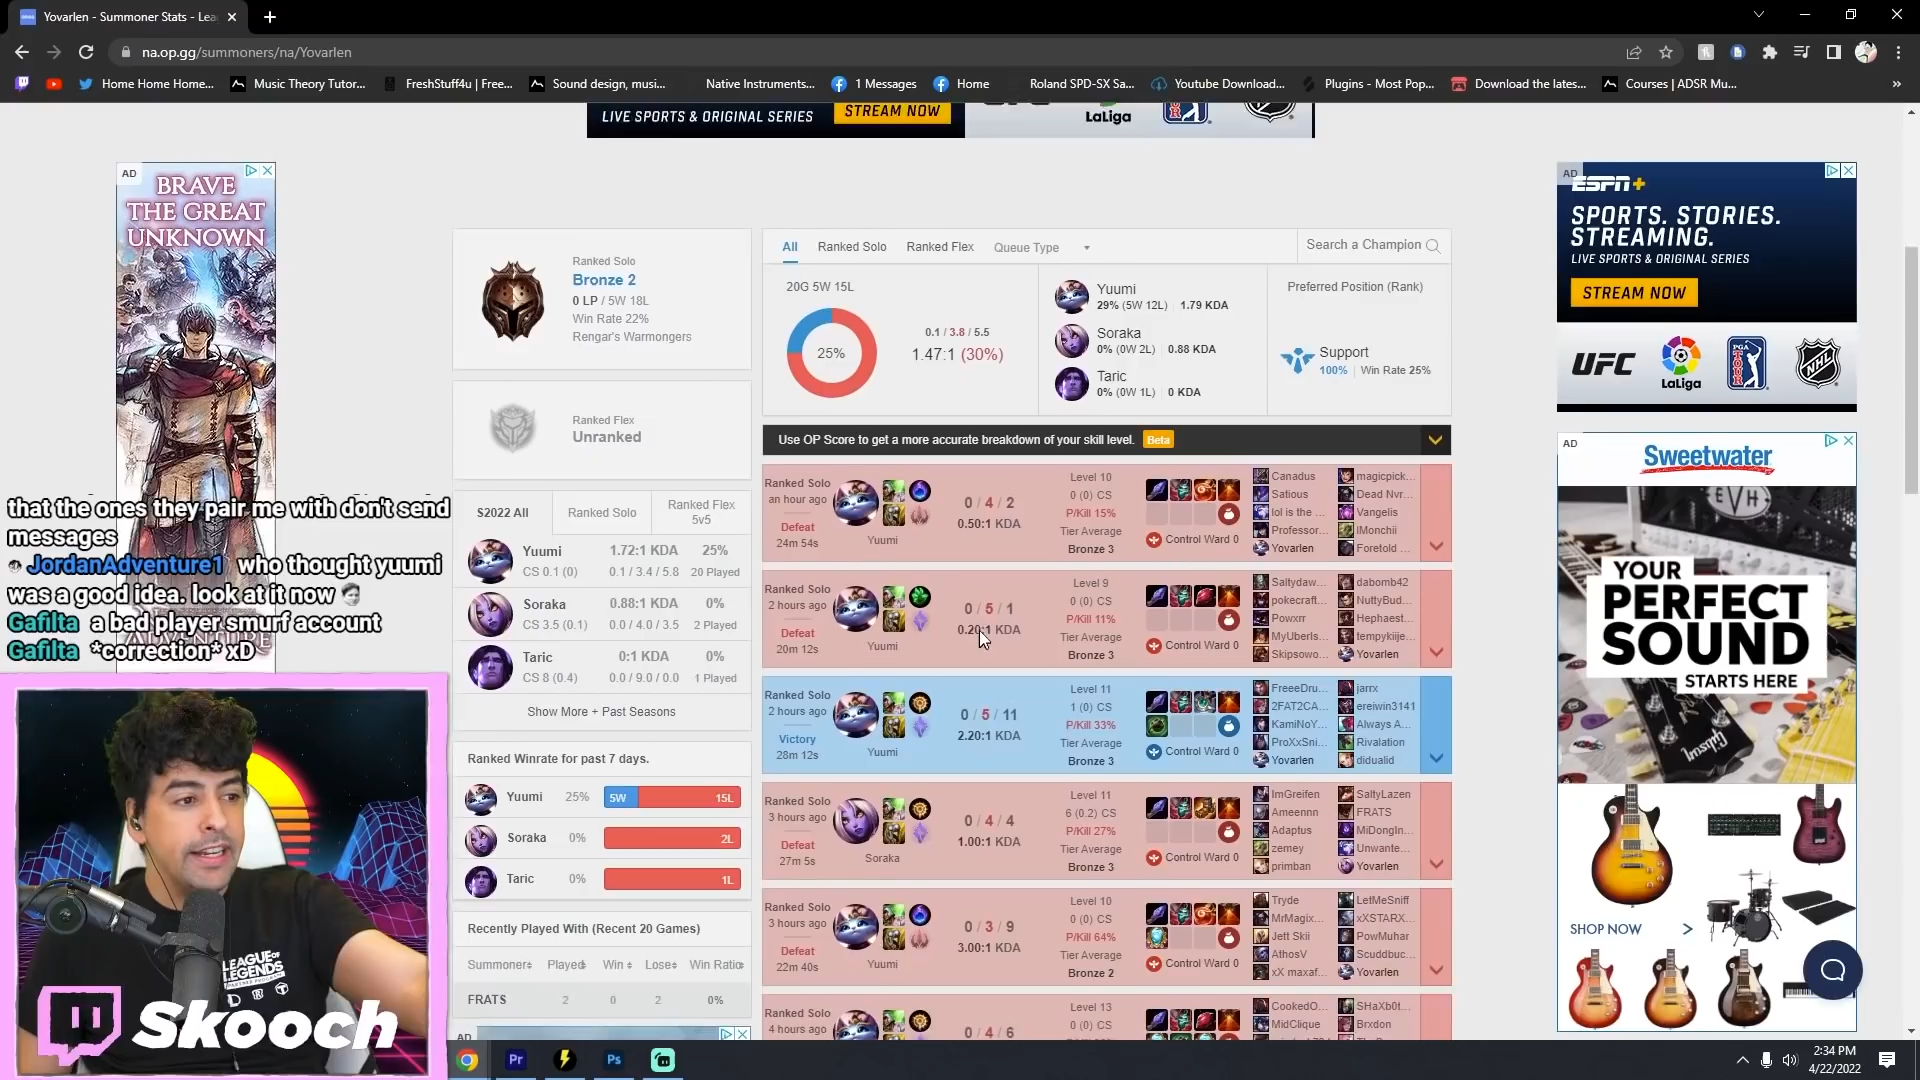 Yovarlen - Summoner Stats - Lea
na.op.gg/summoners/na/Yovarlen
Home Home Home...
Music Theory Tutor...
FreshStuff4u | Free...
Sound design, musi...
Native Instruments...
1 Messages
Home
Roland SPD-SX Sa...
Youtube Download...
Plugins - Most Pop...
Download the lates...
Courses | ADSR Mu...
LIVE SPORTS & ORIGINAL SERIES
STREAM NOW
LaLiga
AD
BRAVE
THE GREAT
UNKNOWN
ADVENTURE
that the ones they pair me with don't send
messages
JordanAdventure1 who thought yuumi
was a good idea. look at it now
Gafilta a bad player smurf account
Gafilta *correction* xD
LEAGUE OF
LEGENDS
Skooch
Ranked Solo
Bronze 2
0 LP / 5W 18L
Win Rate 22%
Rengar's Warmongers
Ranked Flex
Unranked
S2022 All
Ranked Solo
Ranked Flex
5v5
Yuumi 1.72:1 KDA 25%
CS 0.1 (0) 0.1 / 3.4 / 5.8 20 Played
Soraka 0.88:1 KDA 0%
CS 3.5 (0.1) 0.0 / 4.0 / 3.5 2 Played
Taric 0:1 KDA 0%
CS 8 (0.4) 0.0 / 9.0 / 0.0 1 Played
Show More + Past Seasons
Ranked Winrate for past 7 days.
Yuumi 25% 5W 15L
Soraka 0% 2L
Taric 0% 1L
Recently Played With (Recent 20 Games)
Summoner Played Win Lose Win Ratio
FRATS 2 0 2 0%
AD
All Ranked Solo Ranked Flex Queue Type
Search a Champion
20G 5W 15L
25%
0.1 / 3.8 / 5.5
1.47:1 (30%)
Yuumi
29% (5W 12L) 1.79 KDA
Soraka
0% (0W 2L) 0.88 KDA
Taric
0% (0W 1L) 0 KDA
Preferred Position (Rank)
Support
100% Win Rate 25%
Use OP Score to get a more accurate breakdown of your skill level. Beta
Ranked Solo
an hour ago
Defeat
24m 54s
Yuumi
0 / 4 / 2
0.50:1 KDA
Level 10
0 (0) CS
P/Kill 15%
Tier Average
Bronze 3
Control Ward 0
Canadus
Satious
lol is the ...
Professor...
Yovarlen
magicpick...
Dead Nvr...
Vangelis
iMonchii
Foretold ...
Ranked Solo
2 hours ago
Defeat
20m 12s
Yuumi
0 / 5 / 1
0.20:1 KDA
Level 9
0 (0) CS
P/Kill 11%
Tier Average
Bronze 3
Control Ward 0
Saltydaw...
pokecraft...
Powxrr
MyUberIs...
Skipsowo...
dabomb42
NuttyBud...
Hephaest...
tempykiije...
Yovarlen
Ranked Solo
2 hours ago
Victory
28m 12s
Yuumi
0 / 5 / 11
2.20:1 KDA
Level 11
1 (0) CS
P/Kill 33%
Tier Average
Bronze 3
Control Ward 0
FreeeDru...
2FAT2CA...
KamiNoY...
ProXxSni...
Yovarlen
jarrx
ereiwin3141
Always A...
Rivalation
didualid
Ranked Solo
3 hours ago
Defeat
27m 5s
Soraka
0 / 4 / 4
1.00:1 KDA
Level 11
6 (0.2) CS
P/Kill 27%
Tier Average
Bronze 3
Control Ward 0
ImGreifen
Ameennn
Adaptus
zemey
primban
SaltyLazen
FRATS
MiDongIn...
Unwante...
Yovarlen
Ranked Solo
3 hours ago
Defeat
22m 40s
Yuumi
0 / 3 / 9
3.00:1 KDA
Level 10
0 (0) CS
P/Kill 64%
Tier Average
Bronze 2
Control Ward 0
Tryde
MrMagix...
Jett Skii
AthosV
xX maxaf...
LetMeSniff
xXSTARX...
PowMuhar
Scuddbuc...
Yovarlen
Ranked Solo
4 hours ago
0 / 4 / 6
Level 13
0 (0) CS
CookedO...
MidClique
SHaXb0t...
Brxdon
AD
ESPN+
SPORTS. STORIES.
STREAMING.
LIVE SPORTS & ORIGINAL SERIES
STREAM NOW
UFC
LaLiga
PGA TOUR
NHL
AD
Sweetwater
EVH
YOUR
PERFECT
SOUND
STARTS HERE
SHOP NOW >
Pr
Ps
2:34 PM
4/22/2022